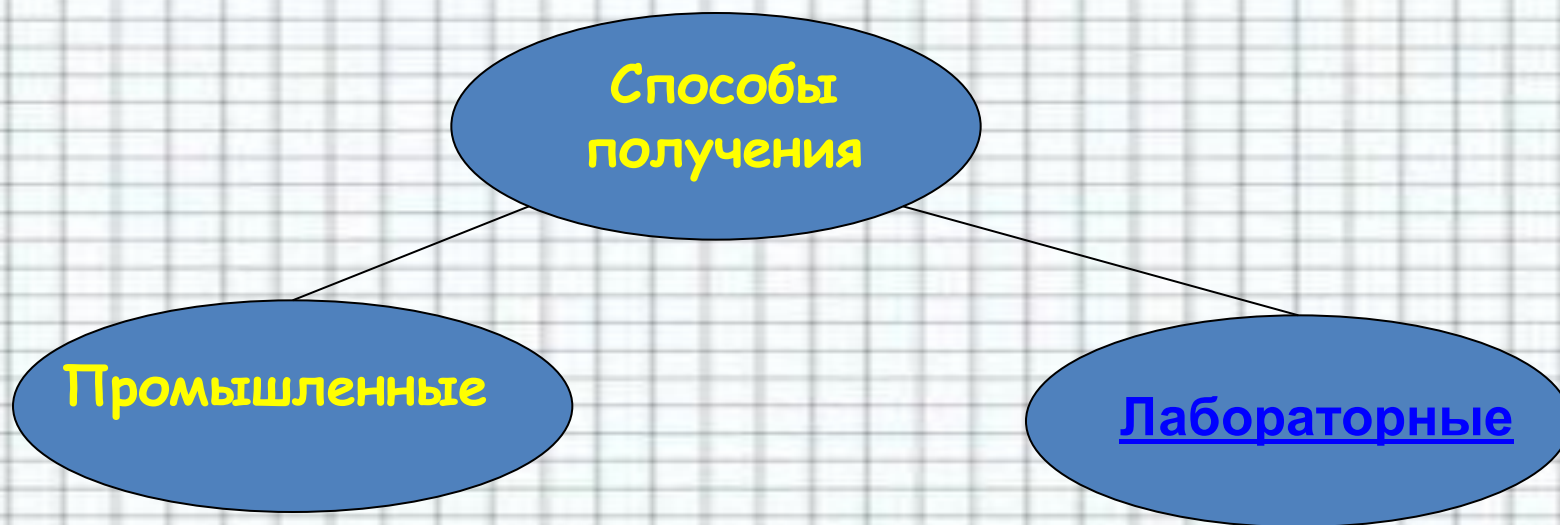 Способы
получения
Промышленные
Лабораторные